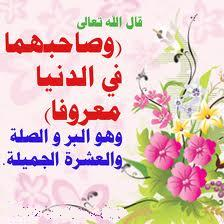 قال الله تعالى
(وصاحبهما
في الدنيا
معروفا)
وهو البر و الصلة
والعشرة الجميلة.